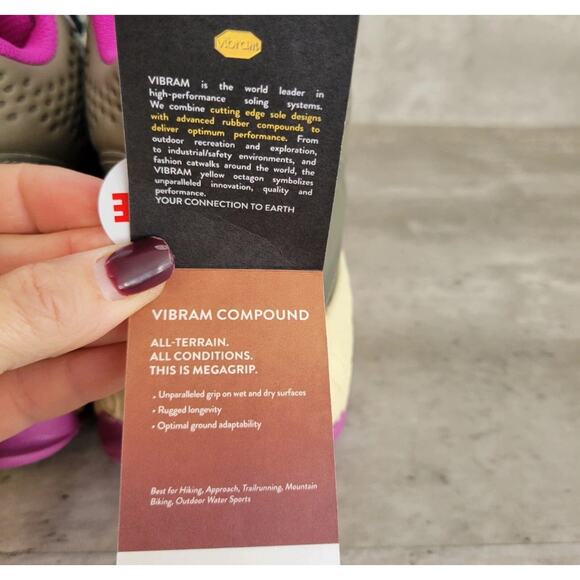 vibram
VIBRAM is the world leader in
high-performance soling systems.
We combine cutting edge sole designs
with advanced rubber compounds to
deliver optimum performance. From
outdoor recreation and exploration,
to industrial/safety environments, and
fashion catwalks around the world, the
VIBRAM yellow octagon symbolizes
unparalleled innovation, quality and
performance.
YOUR CONNECTION TO EARTH
E
VIBRAM COMPOUND
ALL-TERRAIN.
ALL CONDITIONS.
THIS IS MEGAGRIP.
• Unparalleled grip on wet and dry surfaces
• Rugged longevity
• Optimal ground adaptability
Best for Hiking, Approach, Trailrunning, Mountain
Biking, Outdoor Water Sports